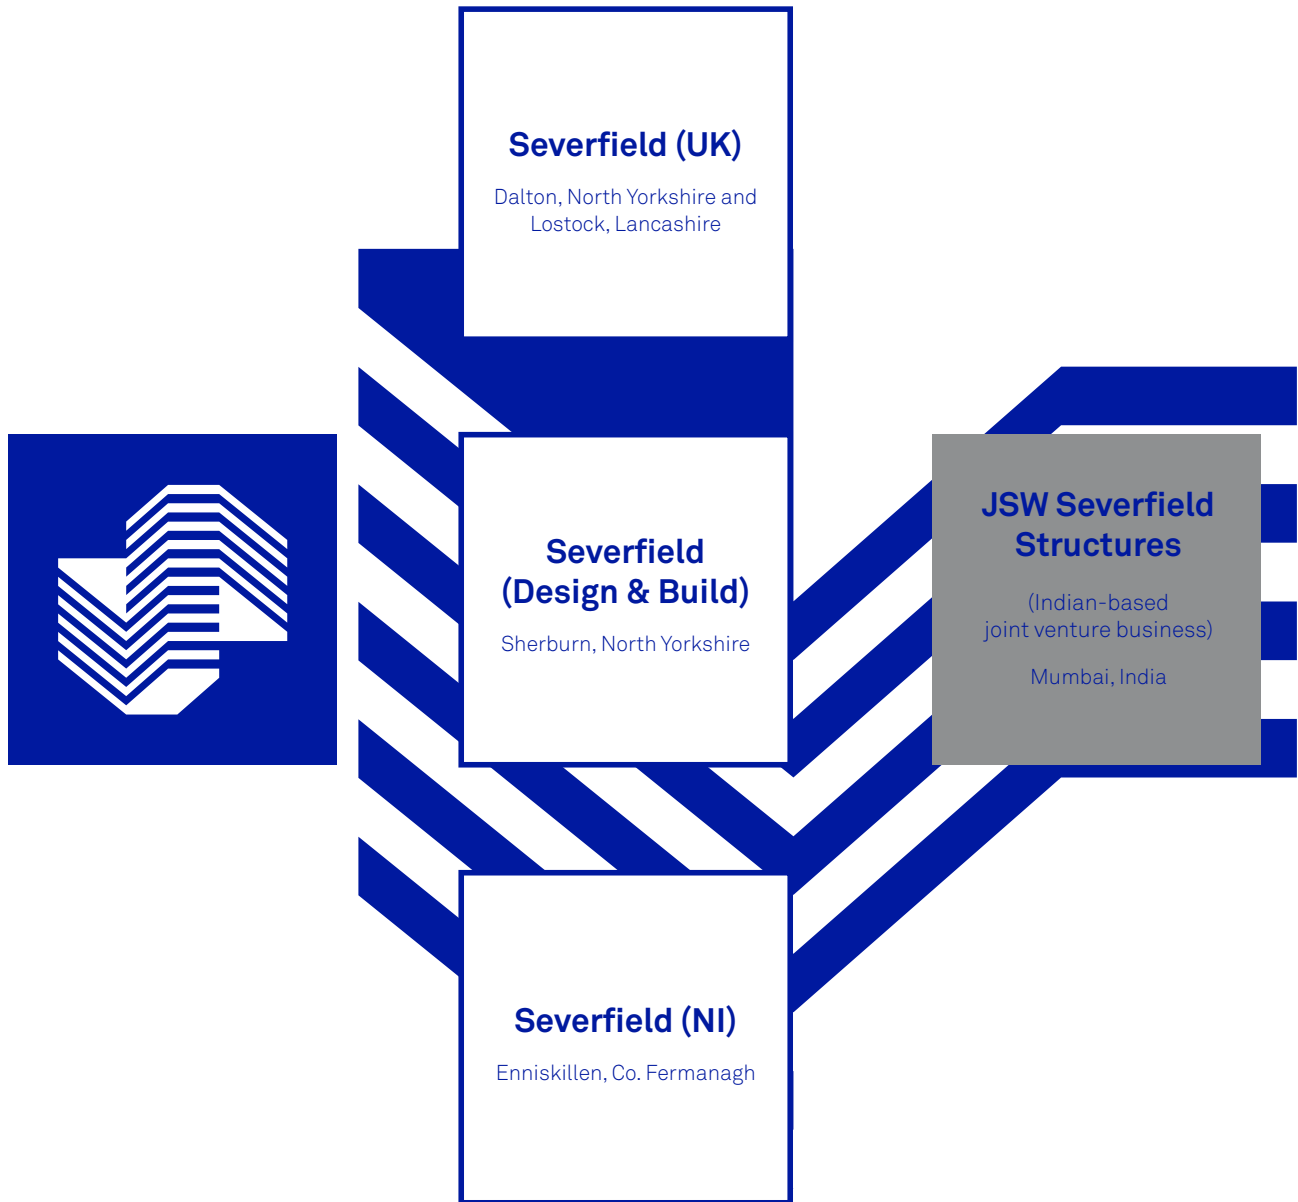 Severfield (UK)
Dalton, North Yorkshire and
Lostock, Lancashire
Severfield
(Design & Build)
Sherburn, North Yorkshire
JSW Severfield
Structures
(Indian-based
joint venture business)
Mumbai, India
Severfield (NI)
Enniskillen, Co. Fermanagh